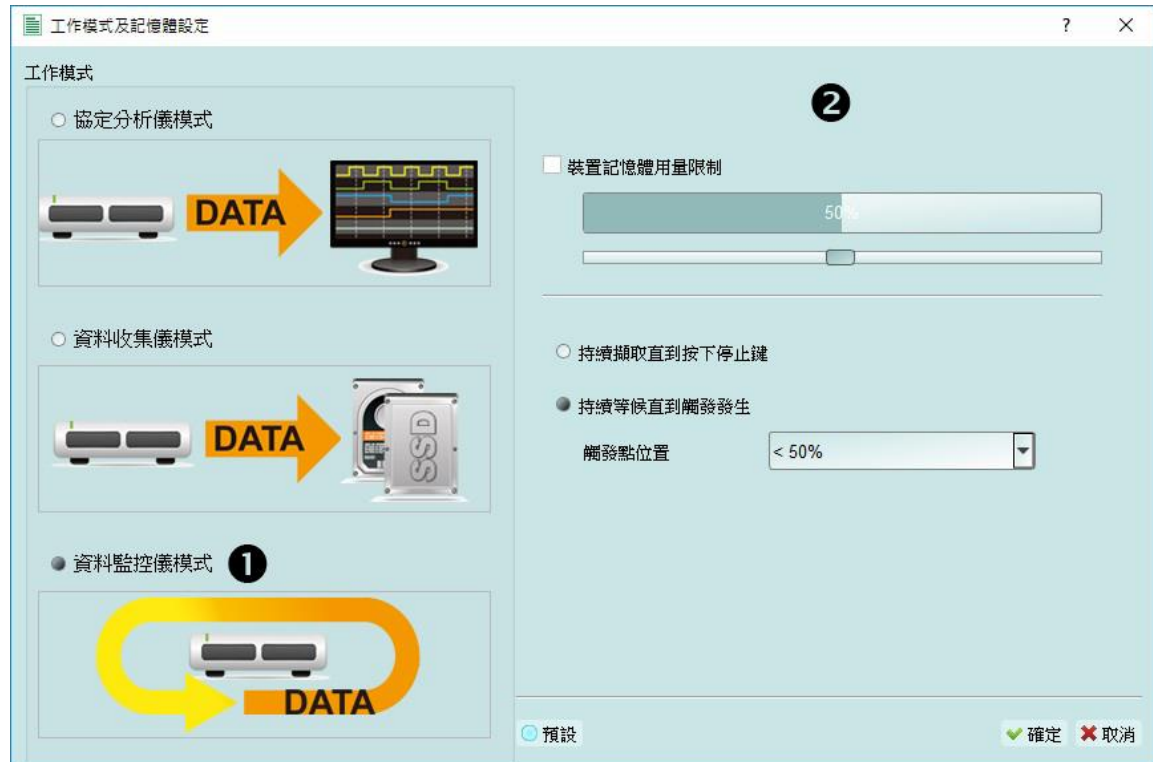 工作模式及記憶體設定
?
工作模式
協定分析儀模式
DATA
資料收集儀模式
DATA
SSD
資料監控儀模式 ❶
DATA
❷
裝置記憶體用量限制
50%
持續擷取直到按下停止鍵
持續等候直到觸發發生
觸發點位置 < 50%
預設 確定 取消